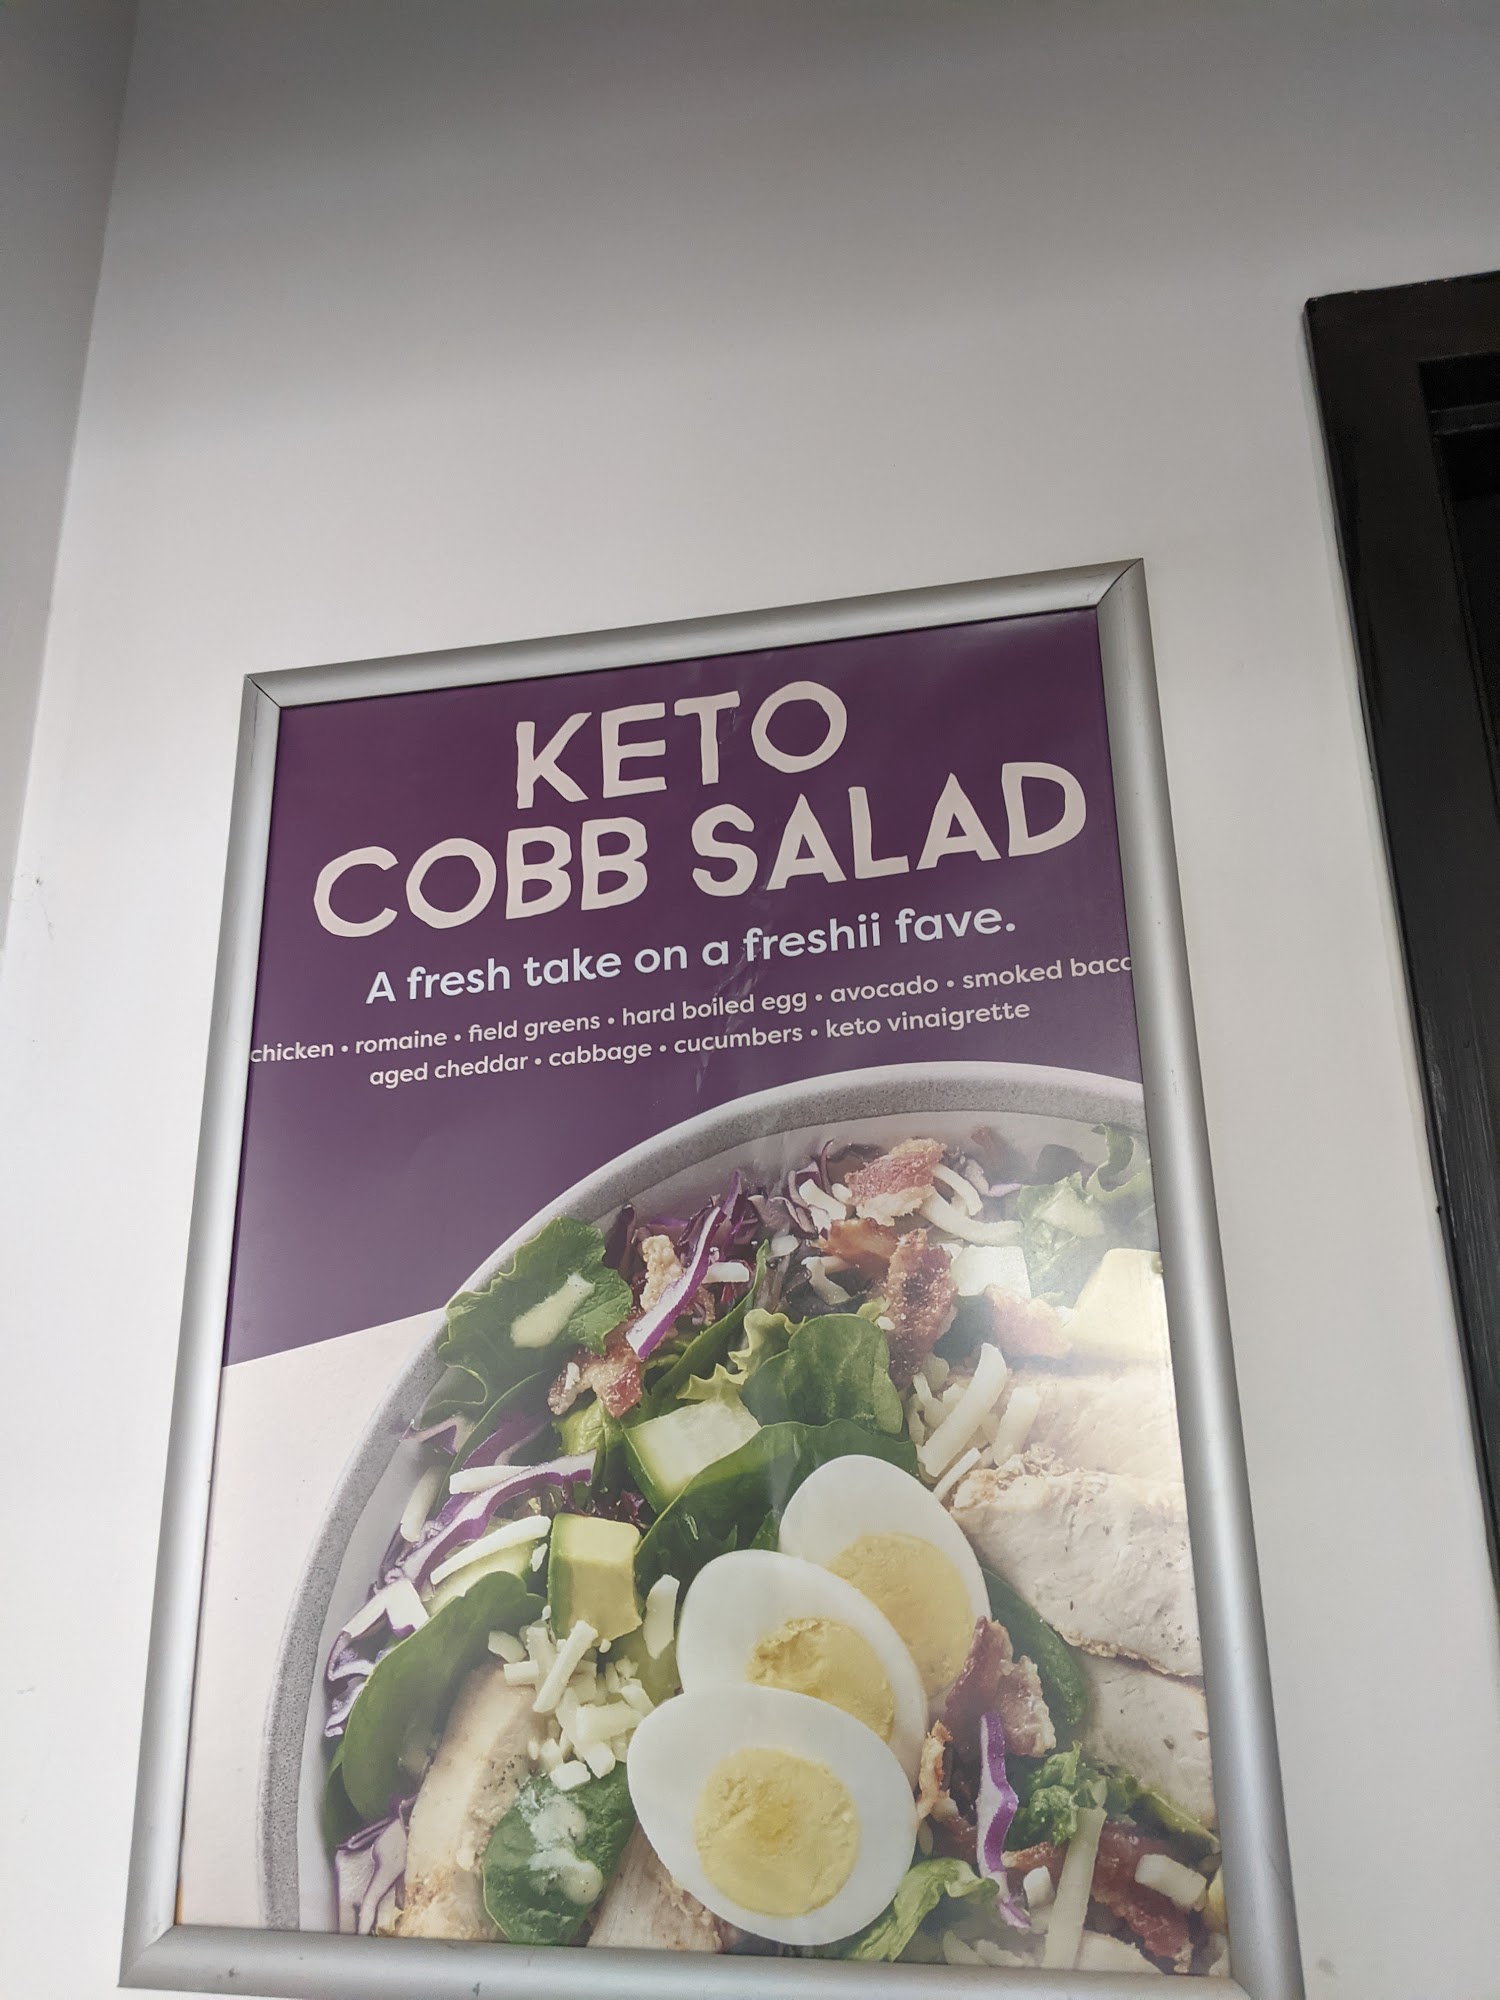 KETO
COBB SALAD
A fresh take on a freshii fave.
chicken • romaine • field greens • hard boiled egg • avocado • smoked baco
aged cheddar • cabbage • cucumbers • keto vinaigrette